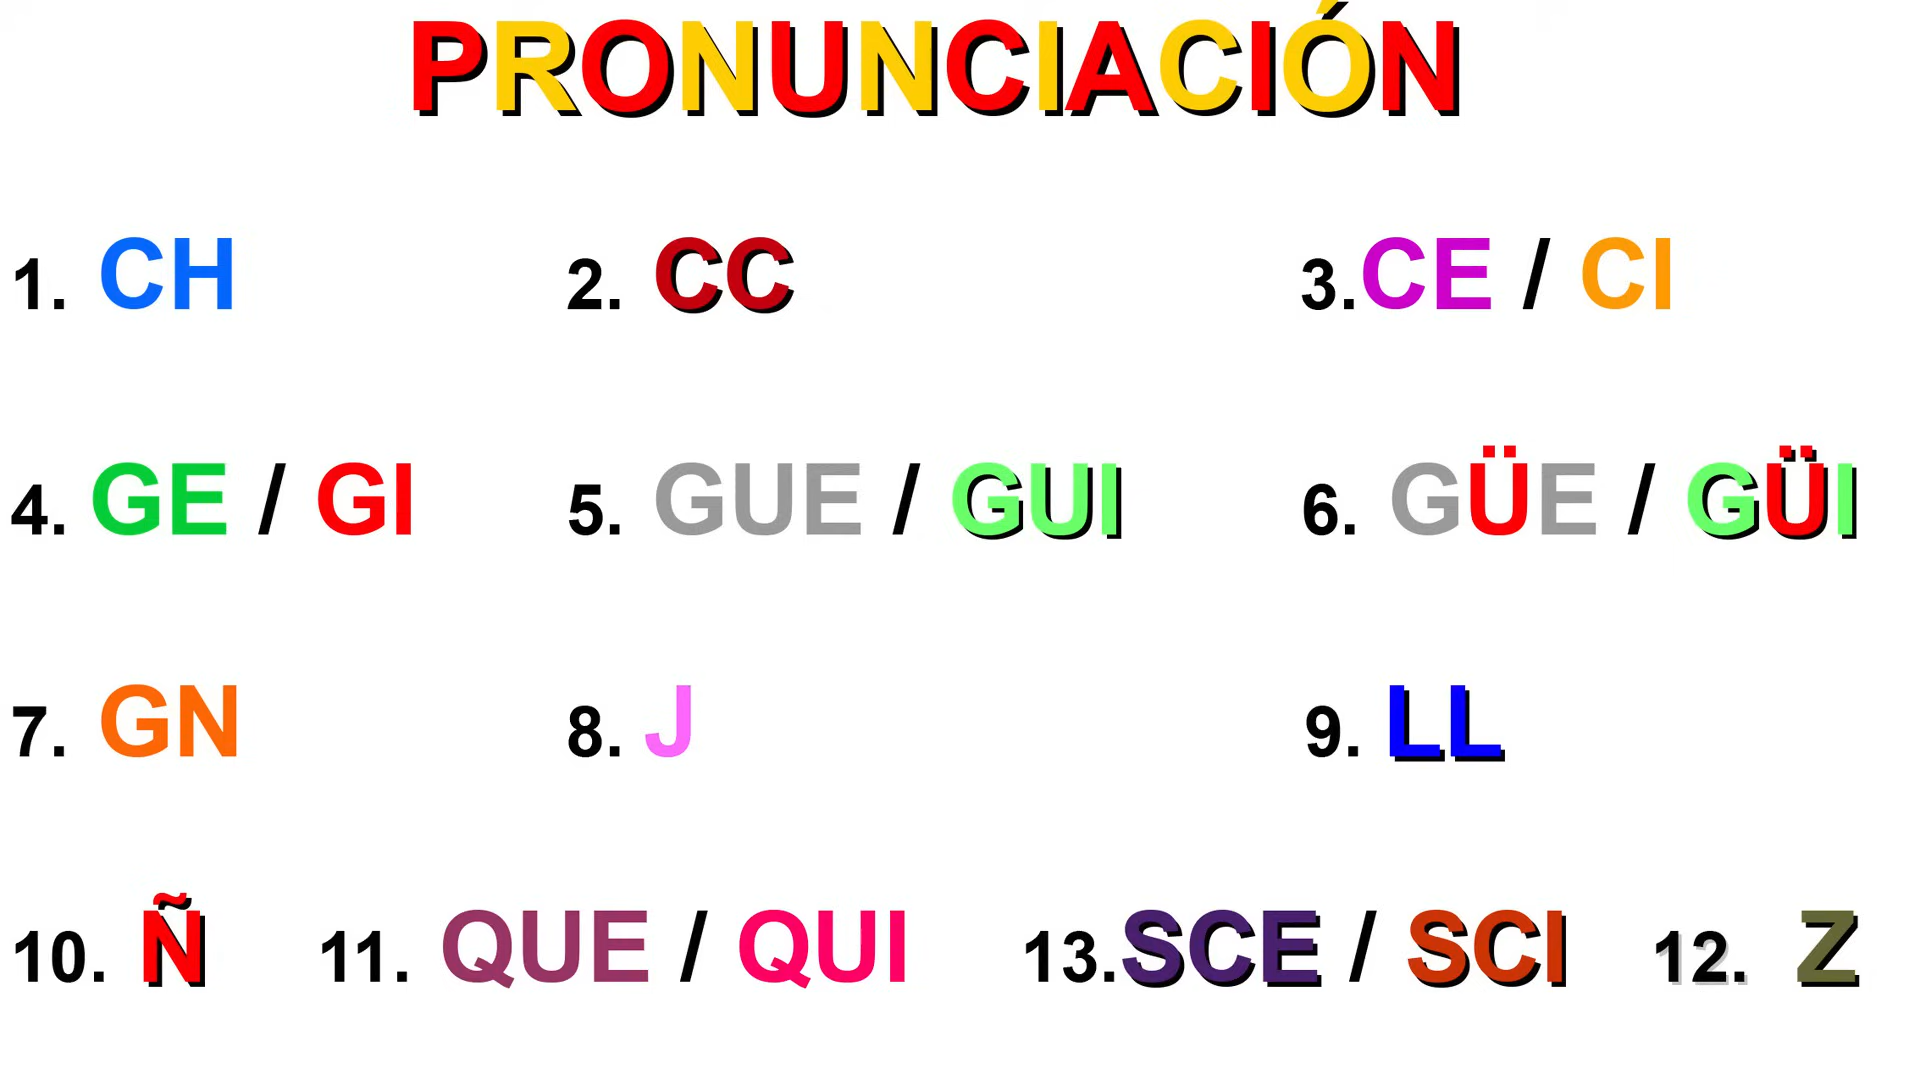 PRONUNCIACIÓN
1. CH 2. CC 3.CE / CI
4. GE / GI 5. GUE / GUI 6. GÜE / GÜI
7. GN 8. J 9. LL
10. Ñ 11. QUE / QUI 13.SCE / SCI 12. Z